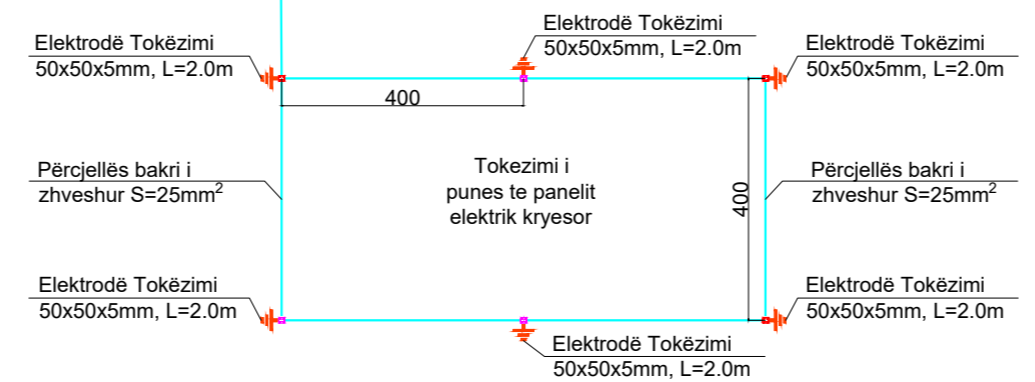 Elektrodë Tokëzimi
50x50x5mm, L=2.0m
Elektrodë Tokëzimi
50x50x5mm, L=2.0m
Elektrodë Tokëzimi
50x50x5mm, L=2.0m
400
Përcjellës bakri i
zhveshur S=25mm²
Tokezimi i
punes te panelit
elektrik kryesor
400
Përcjellës bakri i
zhveshur S=25mm²
Elektrodë Tokëzimi
50x50x5mm, L=2.0m
Elektrodë Tokëzimi
50x50x5mm, L=2.0m
Elektrodë Tokëzimi
50x50x5mm, L=2.0m